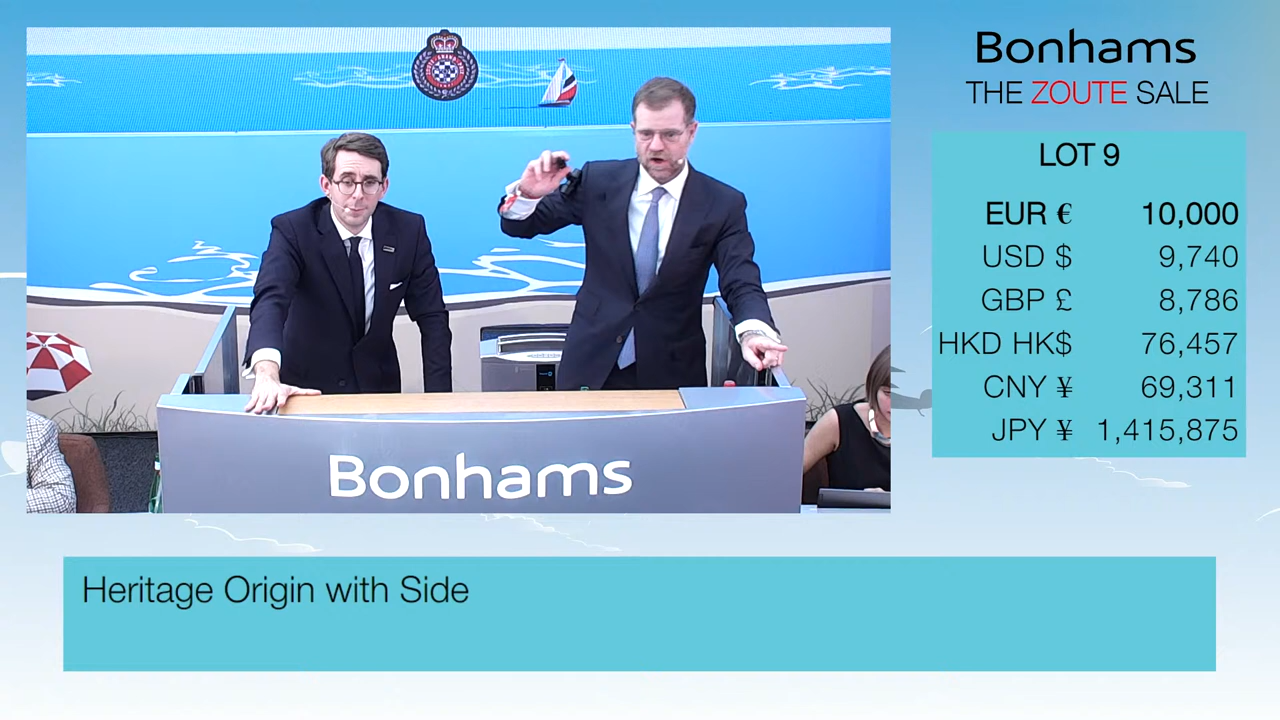 Bonhams
THE ZOUTE SALE
LOT 9
EUR € 10,000
USD $ 9,740
GBP £ 8,786
HKD HK$ 76,457
CNY ¥ 69,311
JPY ¥ 1,415,875
Bonhams
Heritage Origin with Side